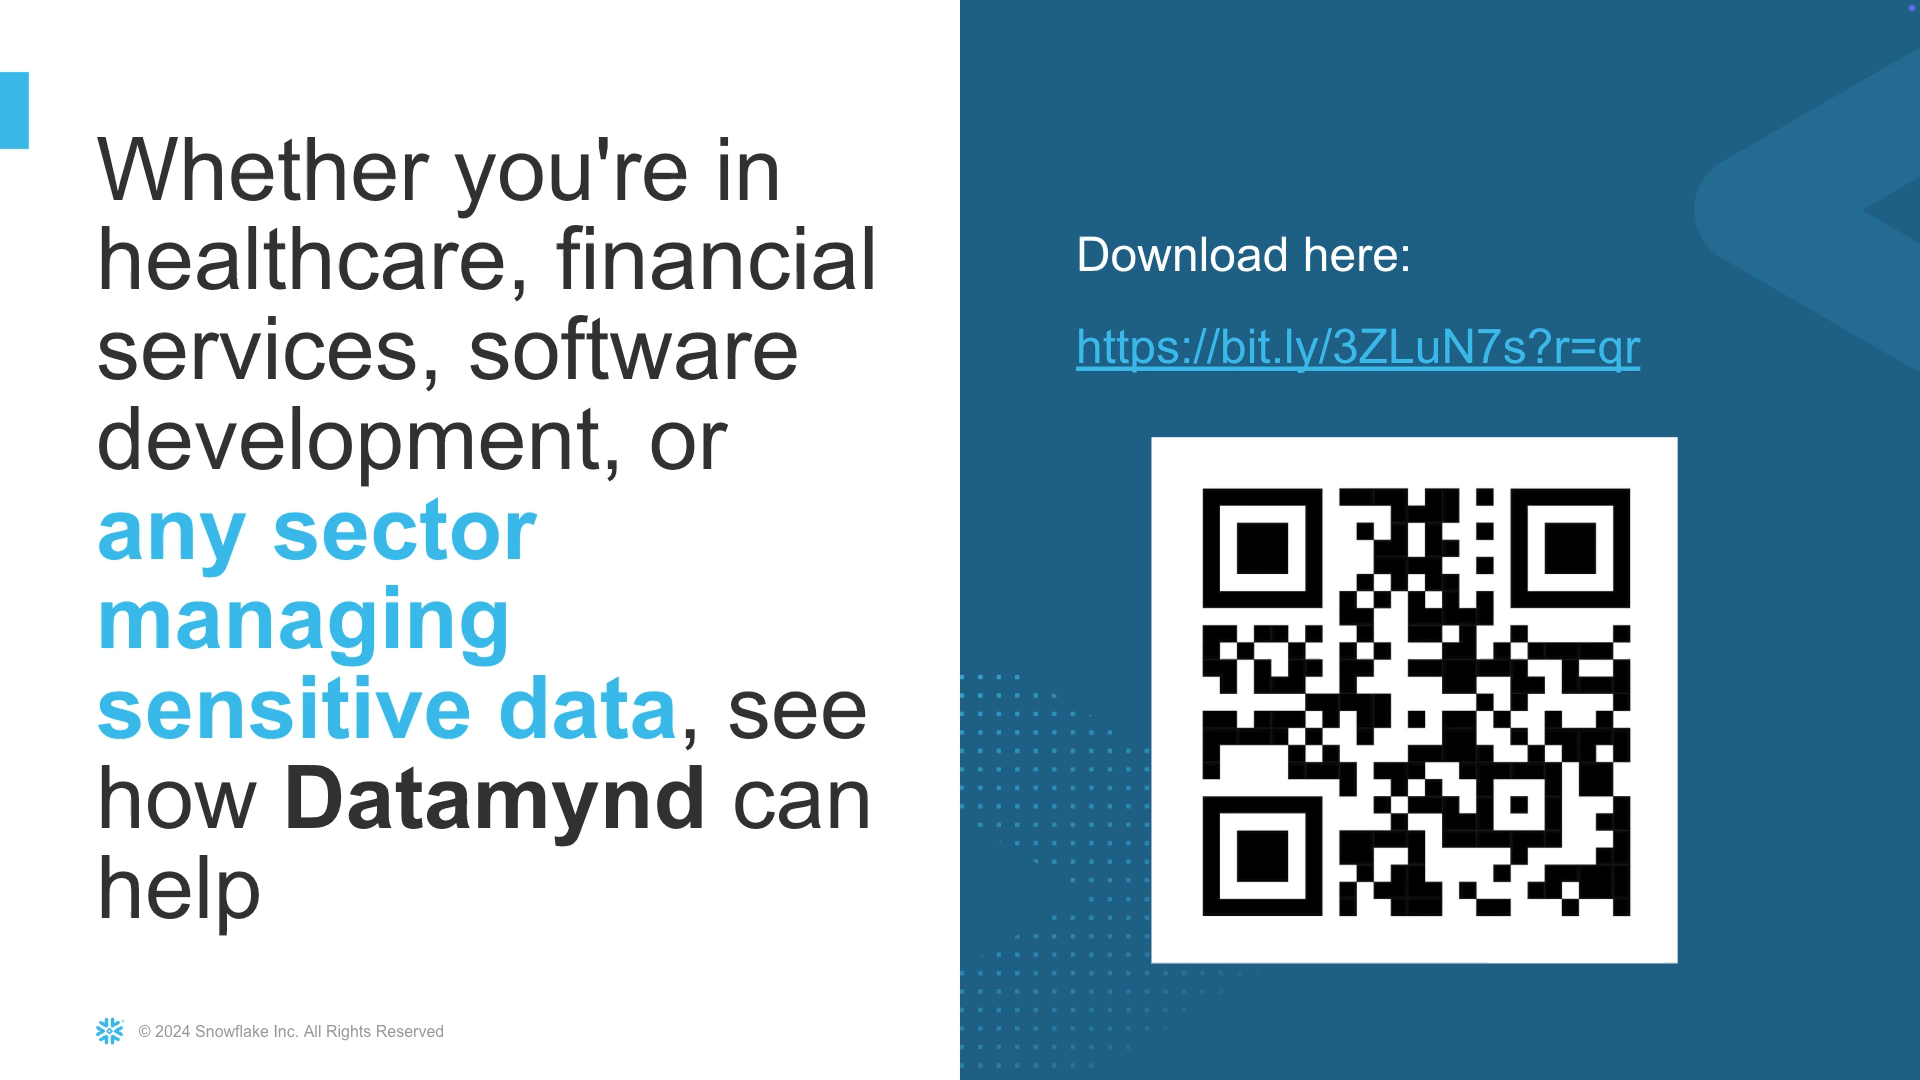 Whether you're in
healthcare, financial
services, software
development, or
any sector
managing
sensitive data, see
how Datamynd can
help
Download here:
https://bit.ly/3ZLuN7s?r=qr
© 2024 Snowflake Inc. All Rights Reserved